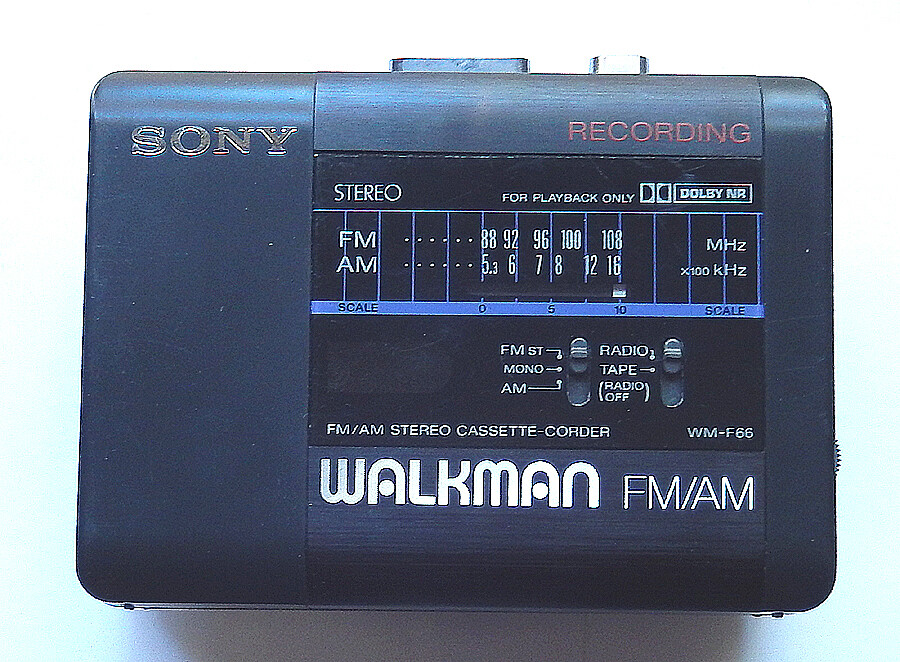 SONY
RECORDING
STEREO FOR PLAYBACK ONLY DOLBY NR
FM ······ 88 92 96 100 108 MHz
AM ······ 5.3 6 7 8 12 16 ×100 kHz
SCALE 0 5 10 SCALE
FM ST RADIO
MONO TAPE
AM (RADIO OFF)
FM/AM STEREO CASSETTE-CORDER WM-F66
WALKMAN FM/AM